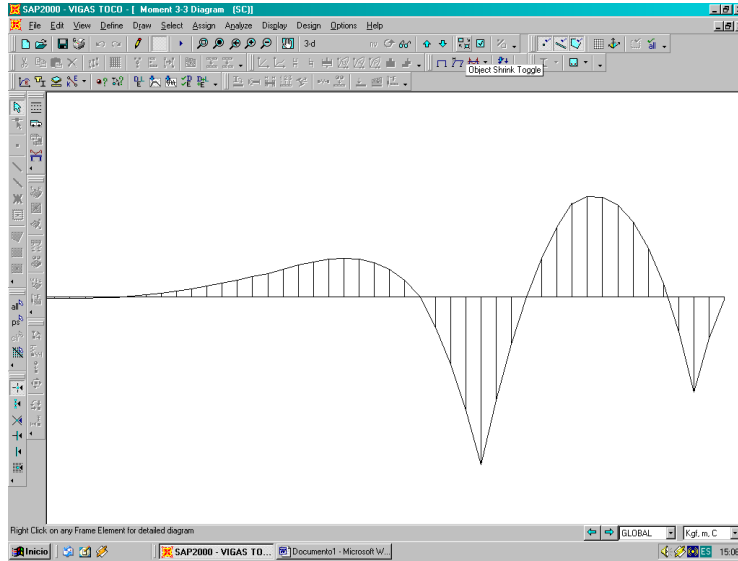 SAP2000 - VIGAS TOCO - [ Moment 3-3 Diagram (SC)]
File Edit View Define Draw Select Assign Analyze Display Design Options Help
3-d
Object Shrink Toggle
all
ps
Right Click on any Frame Element for detailed diagram
GLOBAL
Kgf, m, C
Inicio
SAP2000 - VIGAS TO...
Documento1 - Microsoft W...
ES
15:06